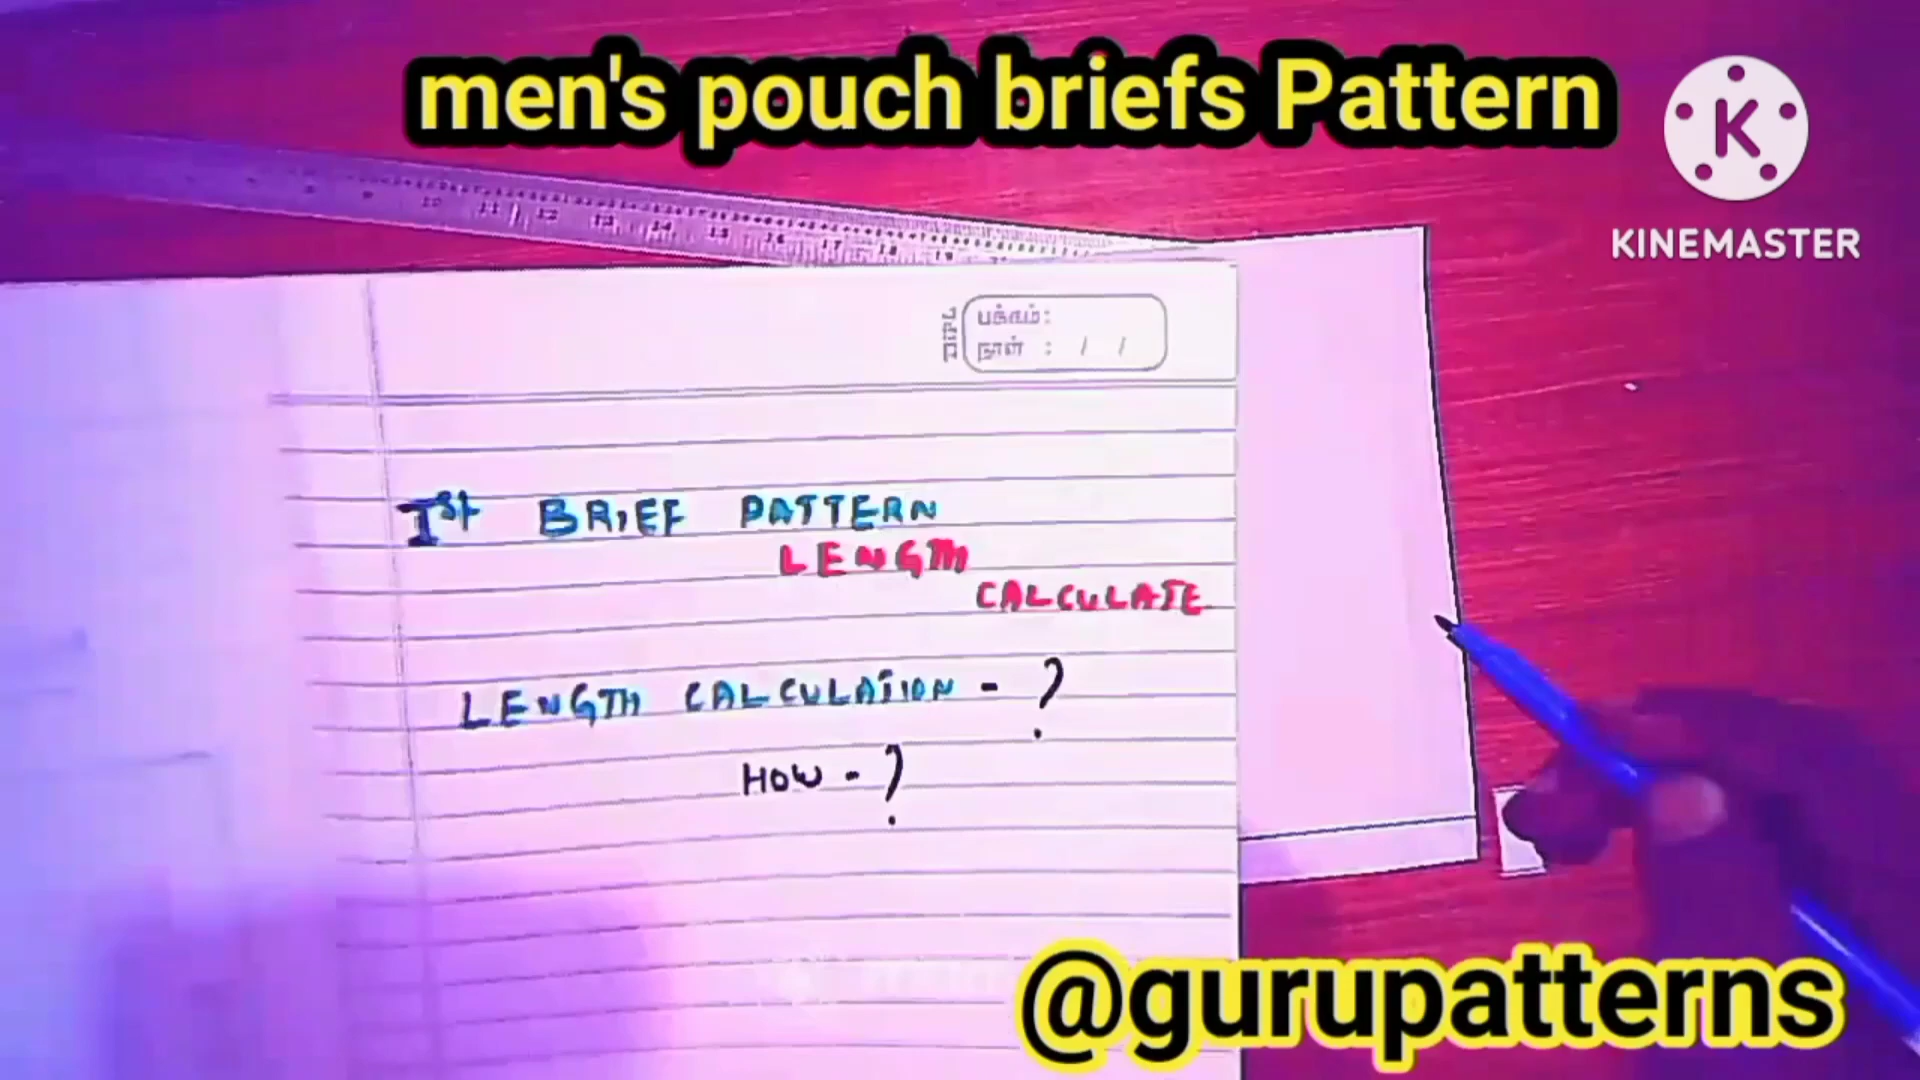 men's pouch briefs Pattern
KINEMASTER
பக்கம்:
நாள் : / /
Ist BRIEF PATTERN
LENGTH
CALCULATE
LENGTH CALCULATION - ?
HOW - ?
@gurupatterns